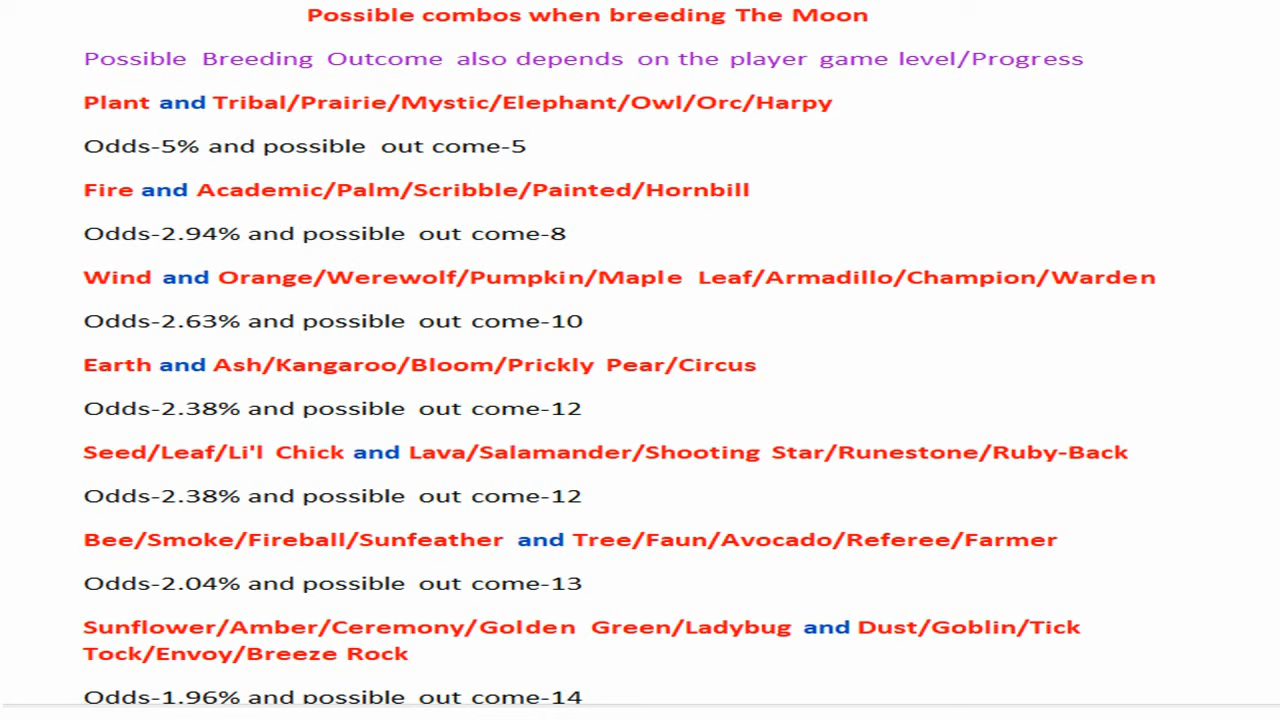 Possible combos when breeding The Moon
Possible Breeding Outcome also depends on the player game level/Progress
Plant and Tribal/Prairie/Mystic/Elephant/Owl/Orc/Harpy
Odds-5% and possible out come-5
Fire and Academic/Palm/Scribble/Painted/Hornbill
Odds-2.94% and possible out come-8
Wind and Orange/Werewolf/Pumpkin/Maple Leaf/Armadillo/Champion/Warden
Odds-2.63% and possible out come-10
Earth and Ash/Kangaroo/Bloom/Prickly Pear/Circus
Odds-2.38% and possible out come-12
Seed/Leaf/Li'l Chick and Lava/Salamander/Shooting Star/Runestone/Ruby-Back
Odds-2.38% and possible out come-12
Bee/Smoke/Fireball/Sunfeather and Tree/Faun/Avocado/Referee/Farmer
Odds-2.04% and possible out come-13
Sunflower/Amber/Ceremony/Golden Green/Ladybug and Dust/Goblin/Tick
Tock/Envoy/Breeze Rock
Odds-1.96% and possible out come-14